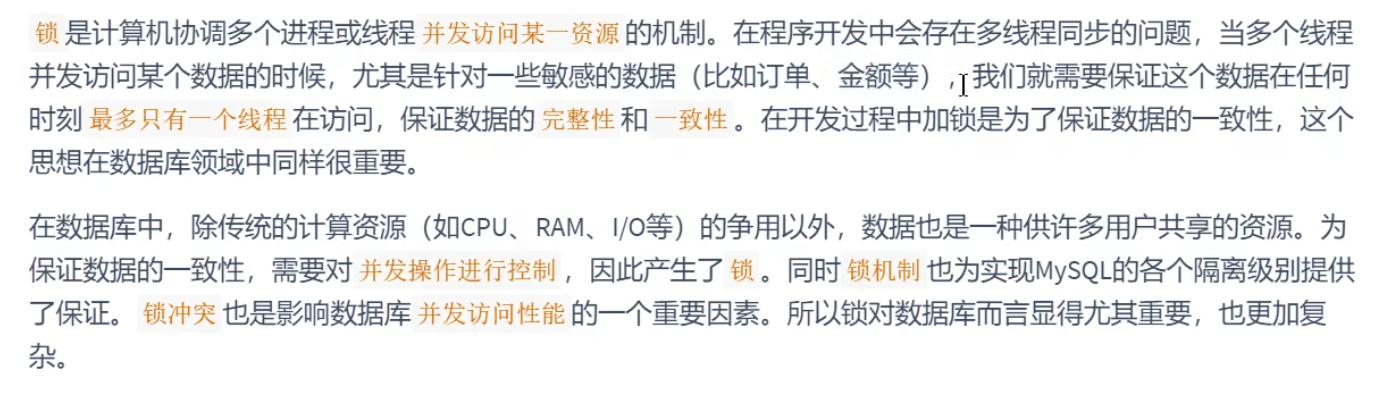 锁 是计算机协调多个进程或线程 并发访问某一资源 的机制。在程序开发中会存在多线程同步的问题，当多个线程
并发访问某个数据的时候，尤其是针对一些敏感的数据（比如订单、金额等），我们就需要保证这个数据在任何
时刻 最多只有一个线程 在访问，保证数据的 完整性 和 一致性 。在开发过程中加锁是为了保证数据的一致性，这个
思想在数据库领域中同样很重要。
在数据库中，除传统的计算资源（如CPU、RAM、I/O等）的争用以外，数据也是一种供许多用户共享的资源。为
保证数据的一致性，需要对 并发操作进行控制 ，因此产生了 锁 。同时 锁机制 也为实现MySQL的各个隔离级别提供
了保证。 锁冲突 也是影响数据库 并发访问性能 的一个重要因素。所以锁对数据库而言显得尤其重要，也更加复
杂。